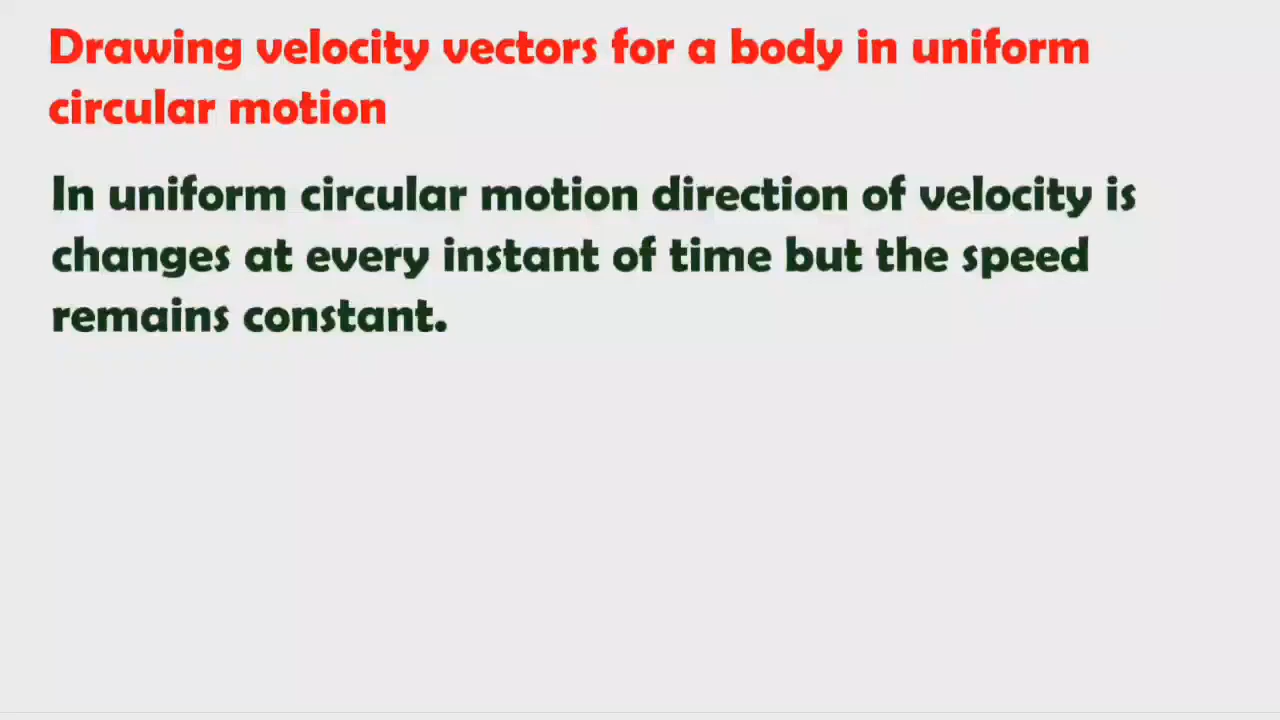 Drawing velocity vectors for a body in uniform
circular motion
In uniform circular motion direction of velocity is
changes at every instant of time but the speed
remains constant.